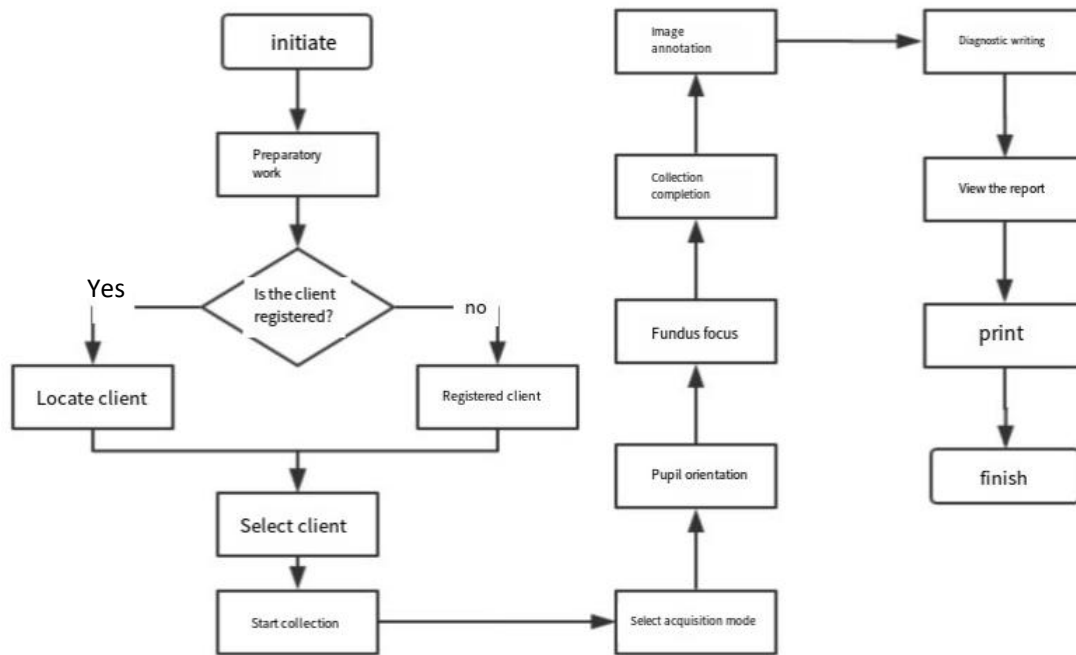 initiate
Preparatory
work
Is the client
registered?
Yes
no
Locate client
Registered client
Select client
Start collection
Select acquisition mode
Pupil orientation
Fundus focus
Collection
completion
Image
annotation
Diagnostic writing
View the report
print
finish